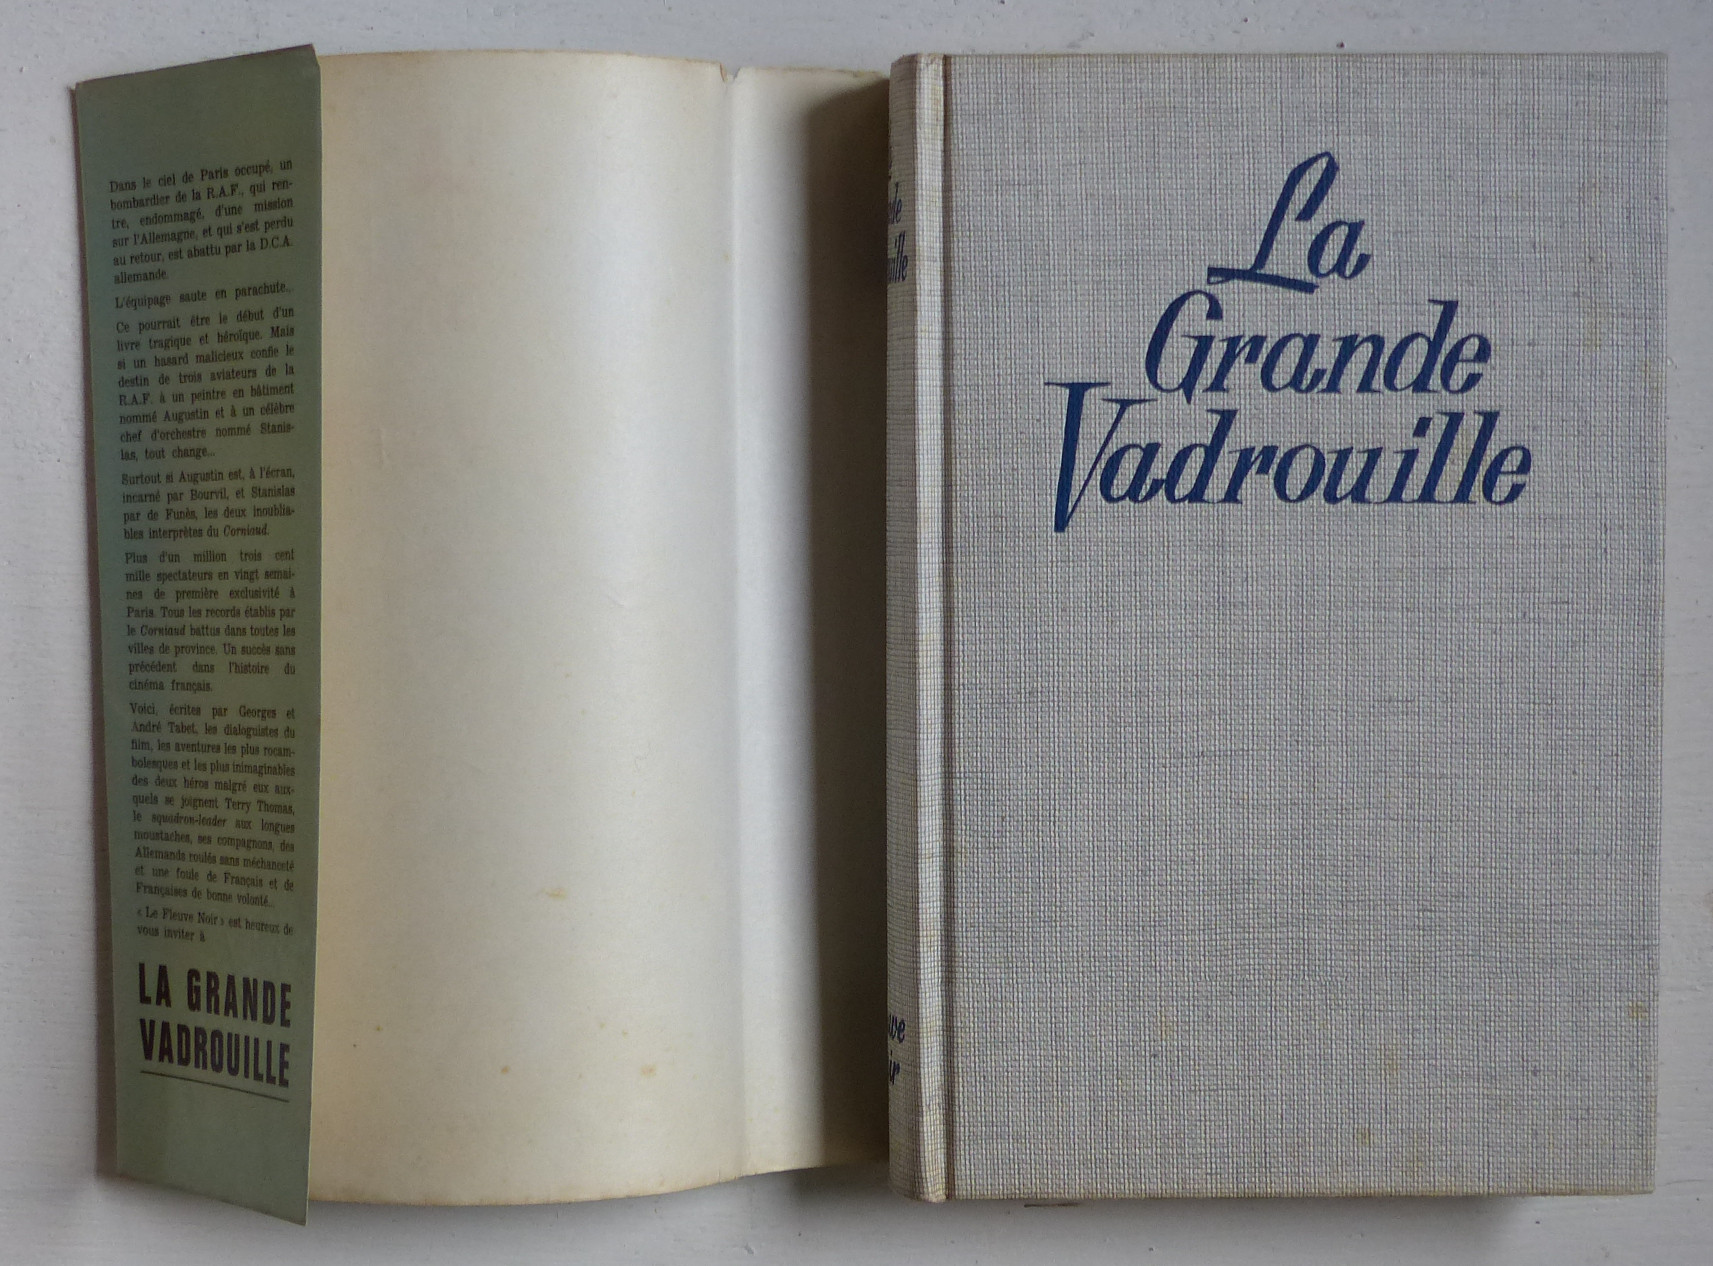 Dans le ciel de Paris occupé, un
bombardier de la R.A.F., qui ren-
tre, endommagé, d'une mission
sur l'Allemagne, et qui s'est perdu
au retour, est abattu par la D.C.A.
allemande.
L'équipage saute en parachute...
Ce pourrait être le début d'un
livre tragique et héroïque. Mais
si un hasard malicieux confie le
destin de trois aviateurs de la
R.A.F. à un peintre en bâtiment
nommé Augustin et à un célèbre
chef d'orchestre nommé Stanis-
las, tout change...
Surtout si Augustin est, à l'écran,
incarné par Bourvil, et Stanislas
par de Funès, les deux inoublia-
bles interprètes du Corniaud.
Plus d'un million trois cent
mille spectateurs en vingt semai-
nes de première exclusivité à
Paris. Tous les records établis par
le Corniaud battus dans toutes les
villes de province. Un succès sans
précédent dans l'histoire du
cinéma français.
Voici, écrites par Georges et
André Tabet, les dialoguistes du
film, les aventures les plus rocam-
bolesques et les plus inimaginables
des deux héros malgré eux aux-
quels se joignent Terry Thomas,
le squadron-leader aux longues
moustaches, ses compagnons, des
Allemands roulés sans méchanceté
et une foule de Français et de
Françaises de bonne volonté...
« Le Fleuve Noir » est heureux de
vous inviter à
LA GRANDE
VADROUILLE
La
Grande
Vadrouille